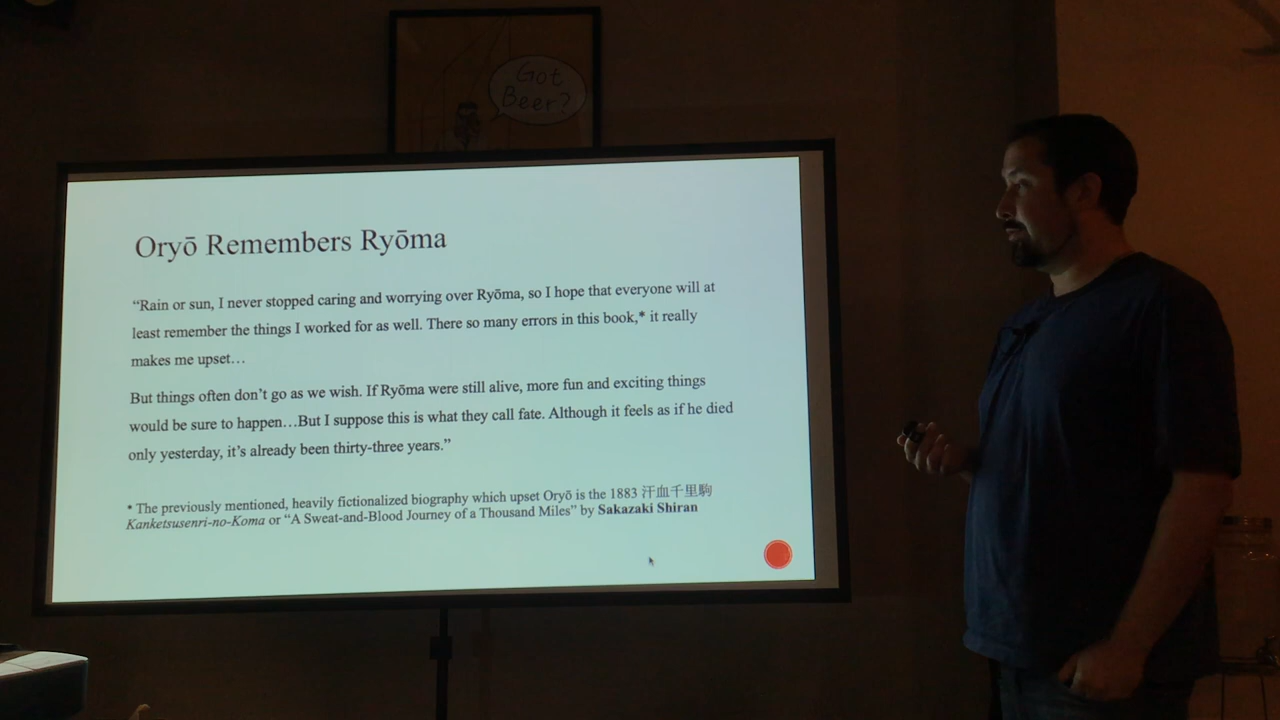 Got
Beer?
Oryō Remembers Ryōma
“Rain or sun, I never stopped caring and worrying over Ryōma, so I hope that everyone will at
least remember the things I worked for as well. There so many errors in this book,* it really
makes me upset…
But things often don’t go as we wish. If Ryōma were still alive, more fun and exciting things
would be sure to happen…But I suppose this is what they call fate. Although it feels as if he died
only yesterday, it’s already been thirty-three years.”
* The previously mentioned, heavily fictionalized biography which upset Oryō is the 1883 汗血千里駒
Kanketsusenri-no-Koma or “A Sweat-and-Blood Journey of a Thousand Miles” by Sakazaki Shiran